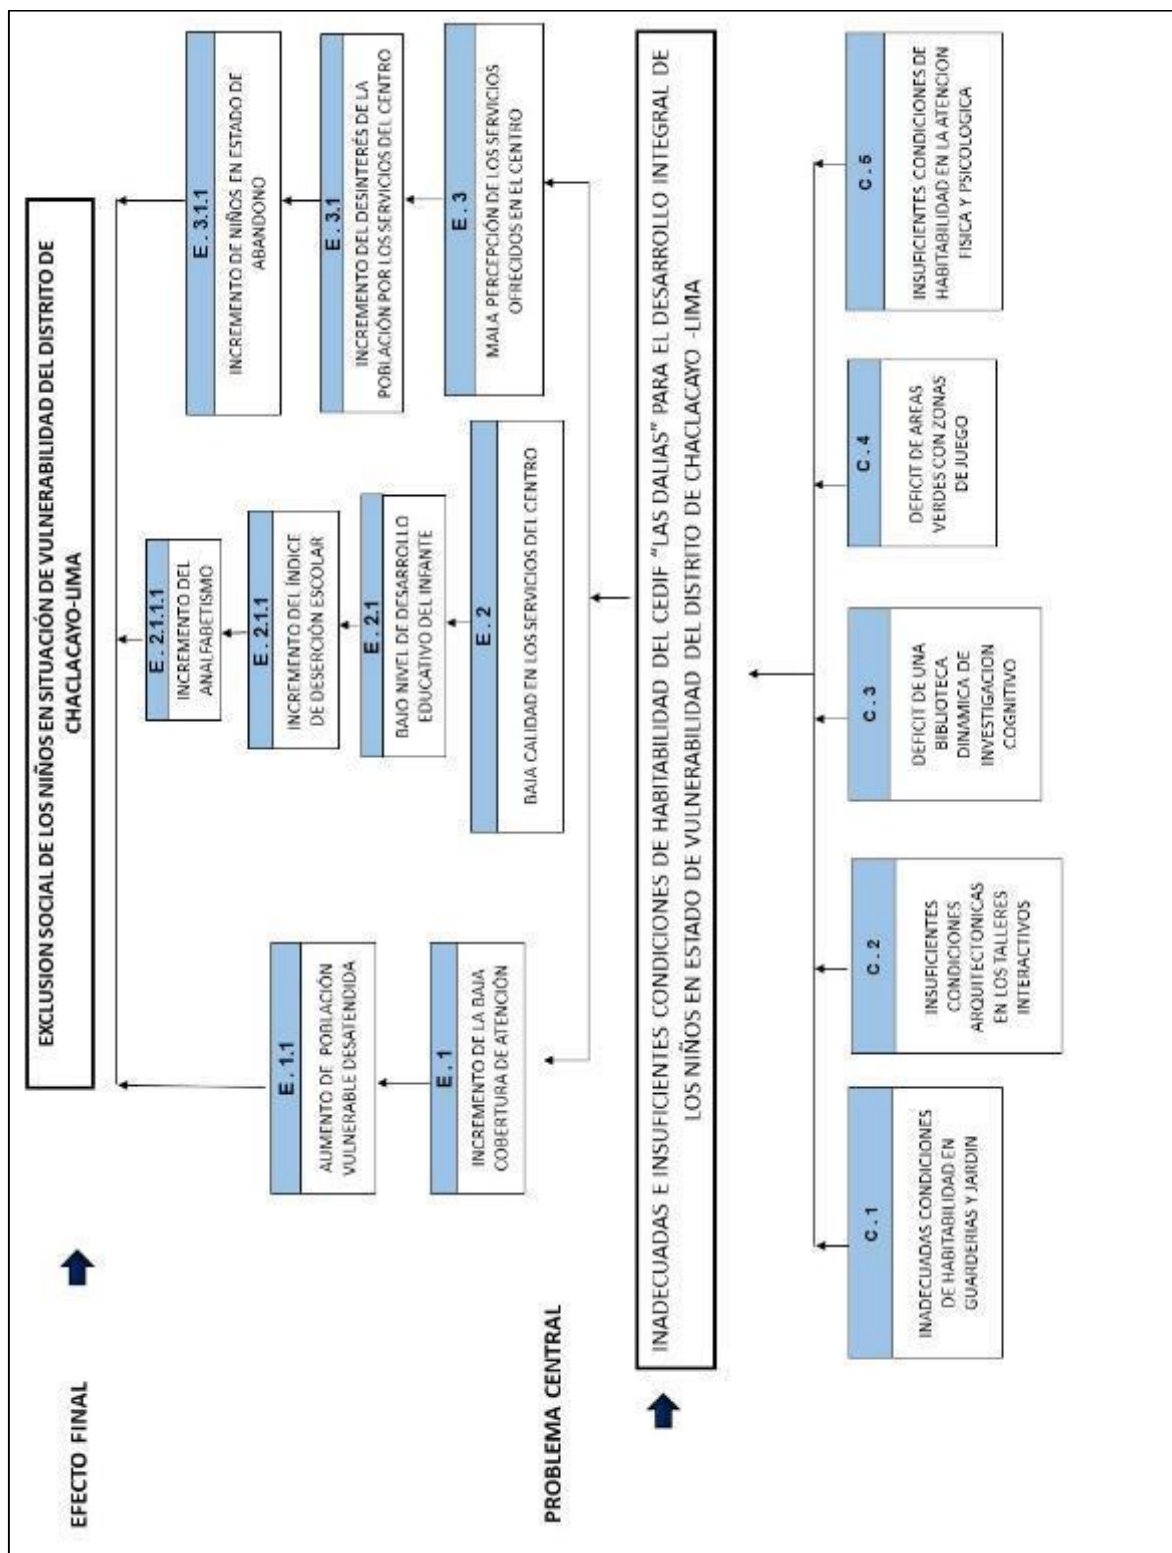 EFECTO FINAL
EXCLUSION SOCIAL DE LOS NIÑOS EN SITUACIÓN DE VULNERABILIDAD DEL DISTRITO DE
CHACLACAYO-LIMA
E . 1.1
AUMENTO DE POBLACIÓN
VULNERABLE DESATENDIDA
E . 1
INCREMENTO DE LA BAJA
COBERTURA DE ATENCIÓN
E . 2.1.1.1
INCREMENTO DEL
ANALFABETISMO
E . 2.1.1
INCREMENTO DEL ÍNDICE
DE DESERCIÓN ESCOLAR
E . 2.1
BAJO NIVEL DE DESARROLLO
EDUCATIVO DEL INFANTE
E . 2
BAJA CALIDAD EN LOS SERVICIOS DEL CENTRO
E . 3.1.1
INCREMENTO DE NIÑOS EN ESTADO DE
ABANDONO
E . 3.1
INCREMENTO DEL DESINTERÉS DE LA
POBLACIÓN POR LOS SERVICIOS DEL CENTRO
E . 3
MALA PERCEPCIÓN DE LOS SERVICIOS
OFRECIDOS EN EL CENTRO
PROBLEMA CENTRAL
INADECUADAS E INSUFICIENTES CONDICIONES DE HABITABILIDAD DEL CEDIF "LAS DALIAS" PARA EL DESARROLLO INTEGRAL DE
LOS NIÑOS EN ESTADO DE VULNERABILIDAD DEL DISTRITO DE CHACLACAYO -LIMA
C . 1
INADECUADAS CONDICIONES
DE HABITABILIDAD EN
GUARDERIAS Y JARDIN
C . 2
INSUFICIENTES
CONDICIONES
ARQUITECTONICAS
EN LOS TALLERES
INTERACTIVOS
C . 3
DEFICIT DE UNA
BIBLIOTECA
DINAMICA DE
INVESTIGACION
COGNITIVO
C . 4
DEFICIT DE AREAS
VERDES CON ZONAS
DE JUEGO
C . 5
INSUFICIENTES CONDICIONES DE
HABITABILIDAD EN LA ATENCION
FISICA Y PSICOLOGICA